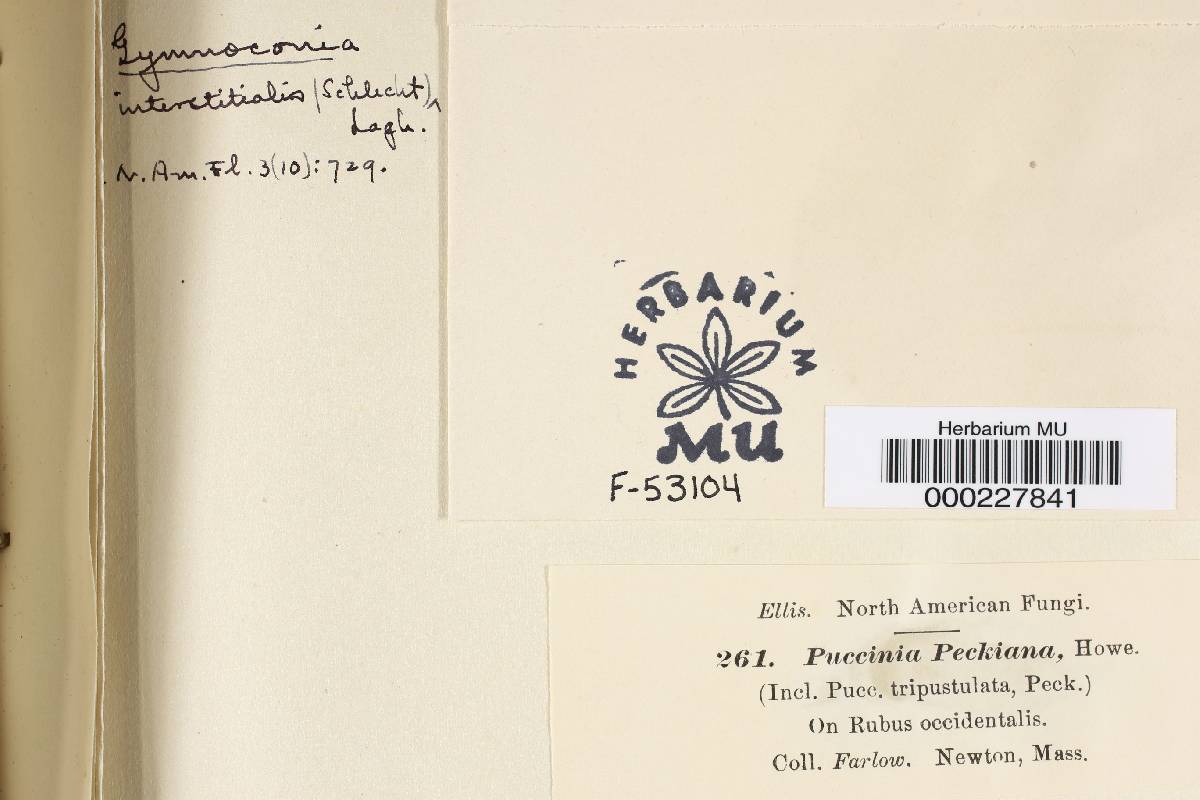 Gymnoconia
interstitialis (Schlecht)^
Lagh.
N. Am. Fl. 3(10): 729.
HERBARIUM
MU
F-53104
Herbarium MU
000227841
Ellis. North American Fungi.
261. Puccinia Peckiana, Howe.
(Incl. Pucc. tripustulata, Peck.)
On Rubus occidentalis.
Coll. Farlow. Newton, Mass.